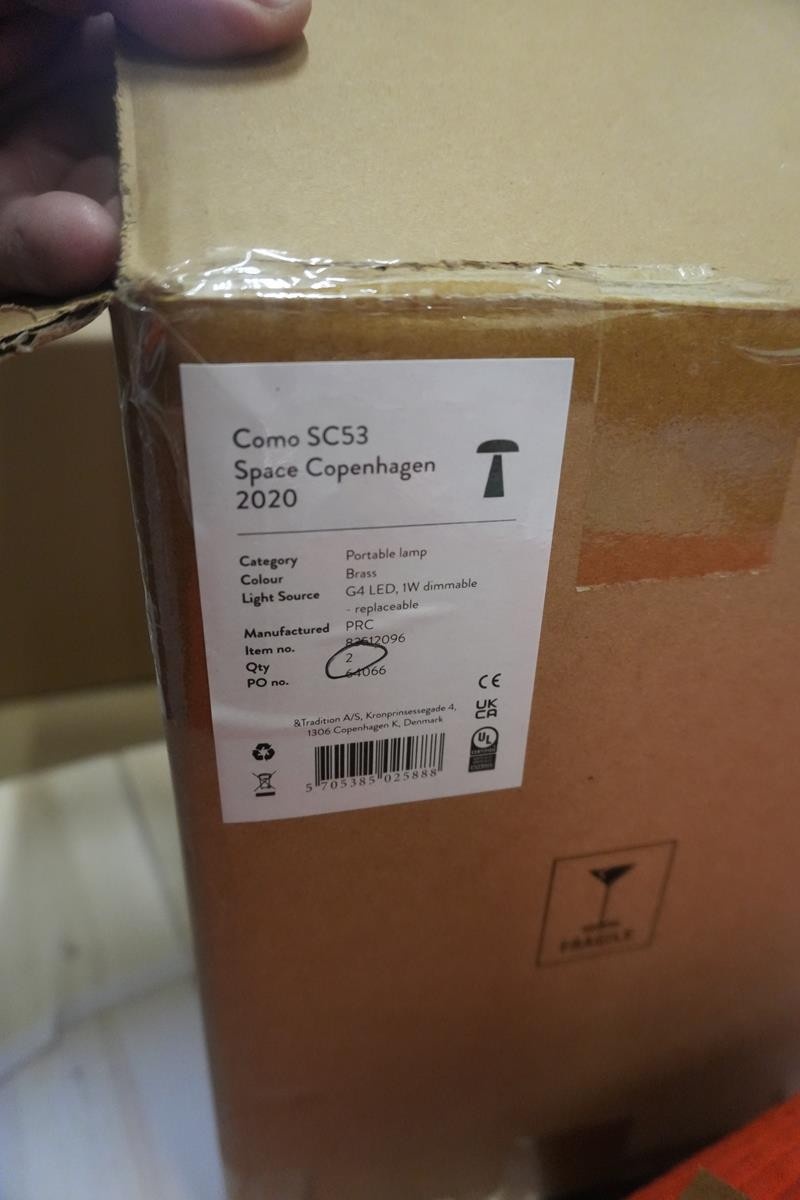 Como SC53
Space Copenhagen
2020
Category Portable lamp
Colour Brass
Light Source G4 LED, 1W dimmable
- replaceable
Manufactured PRC
Item no. 83512096
Qty 2
PO no. 64066
&Tradition A/S, Kronprinsessegade 4,
1306 Copenhagen K, Denmark
CE
UK
CA
UL
5 705385 025888
FRAGILE